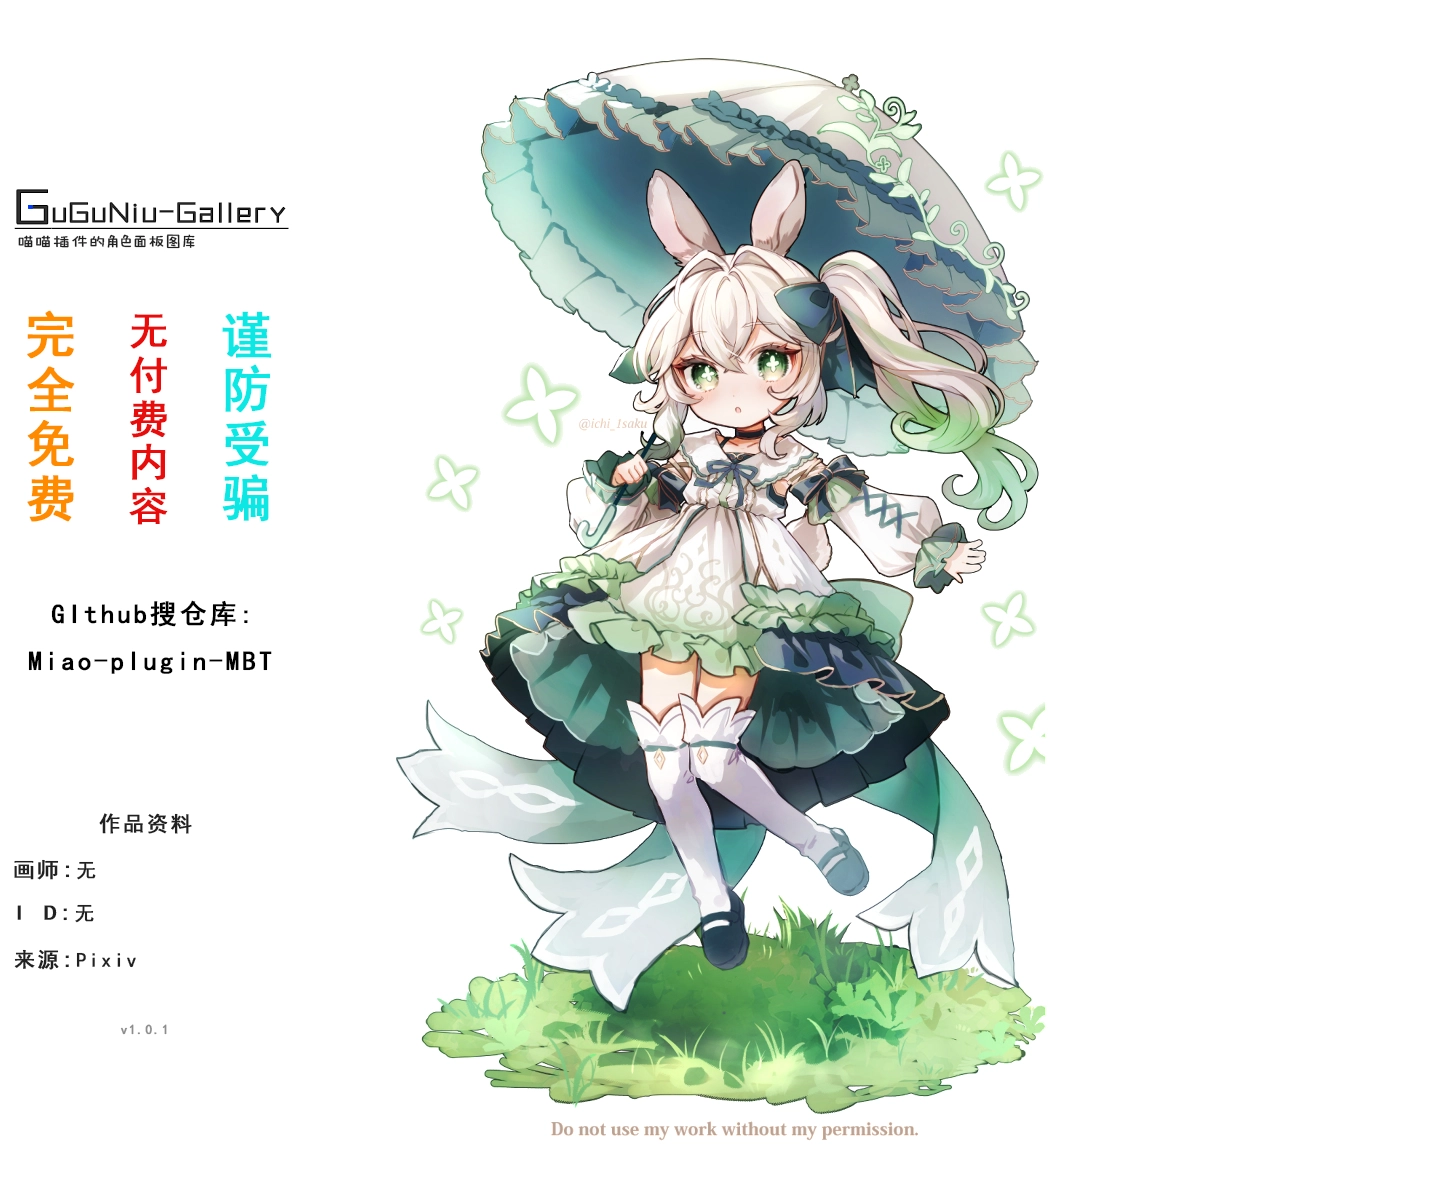 GuGuNiu-Gallery
喵喵插件的角色面板图库
完全免费
无付费内容
谨防受骗
GIthub搜仓库:
Miao-plugin-MBT
作品资料
画师:无
I D:无
来源:Pixiv
v1.0.1
@ichi_1saku
Do not use my work without my permission.